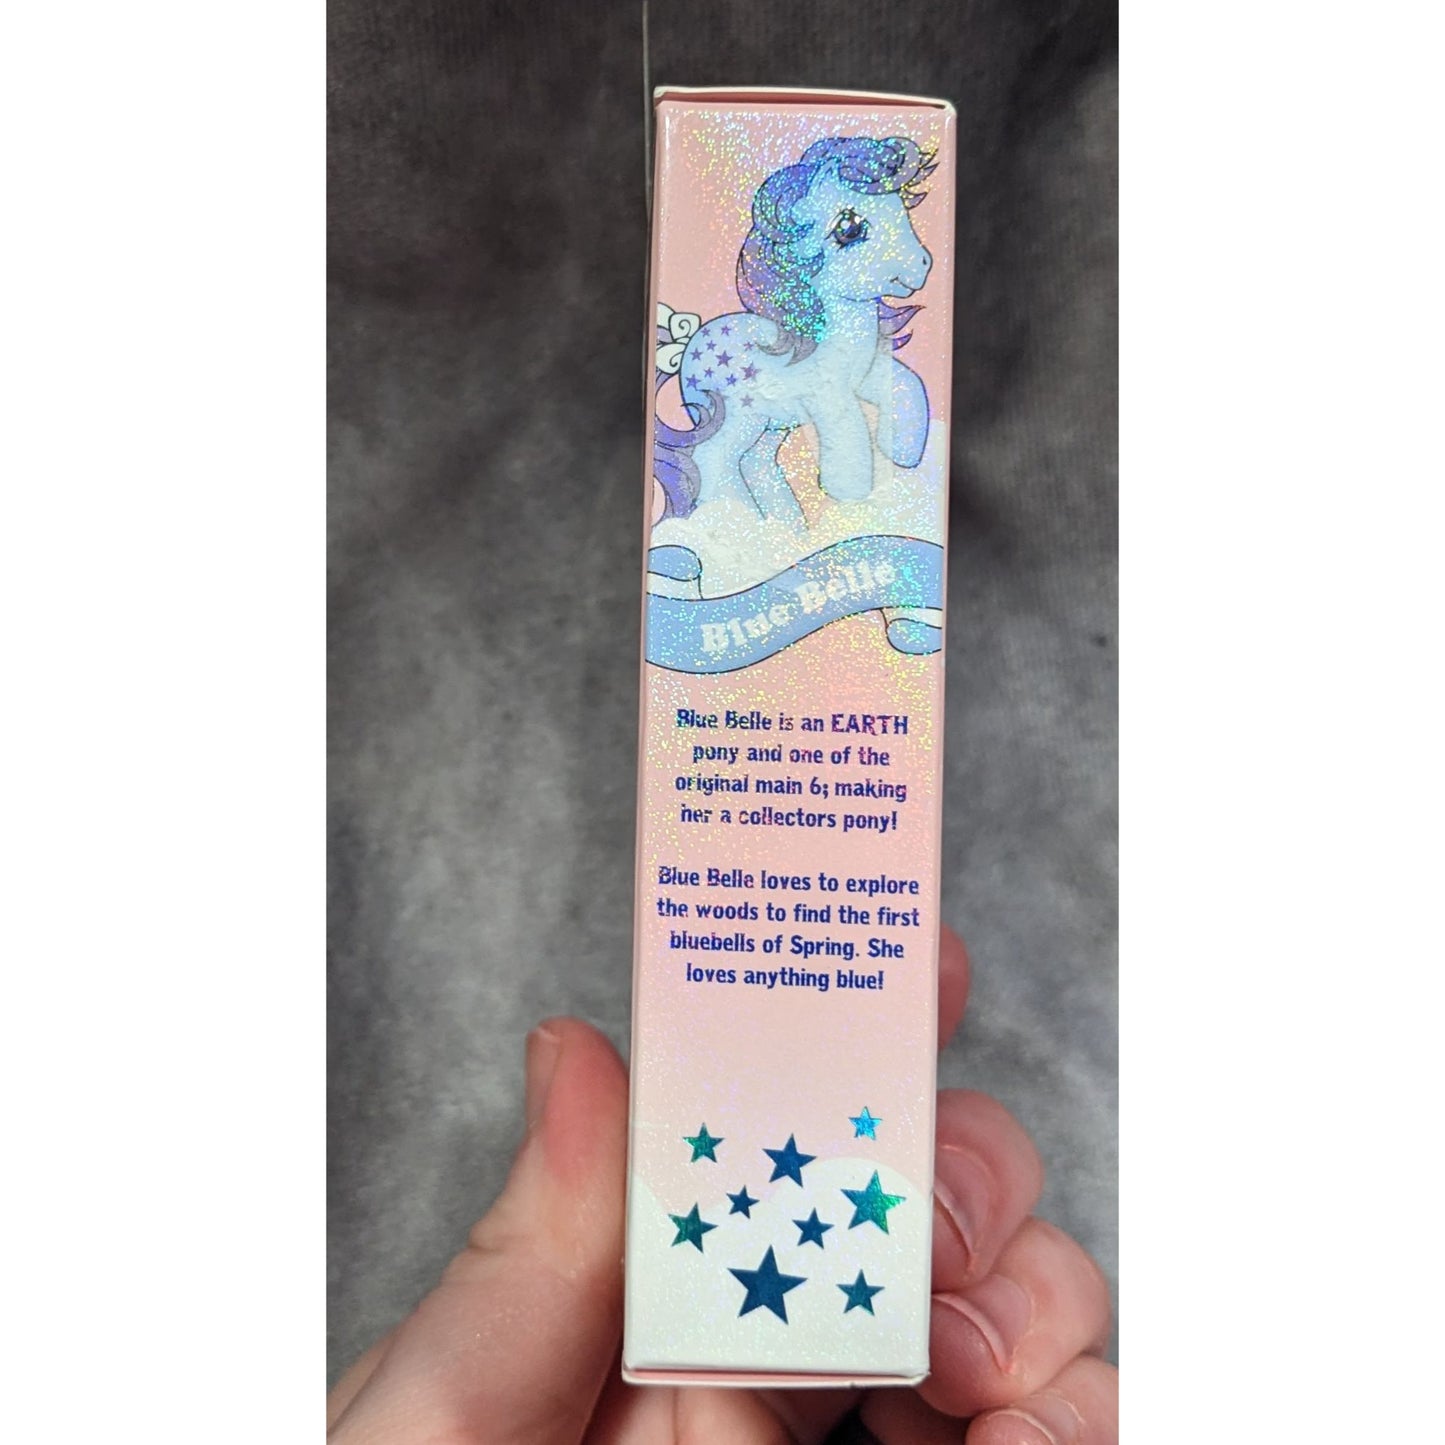 Blue Belle
Blue Belle is an EARTH
pony and one of the
original main 6; making
her a collectors pony!
Blue Belle loves to explore
the woods to find the first
bluebells of Spring. She
loves anything blue!